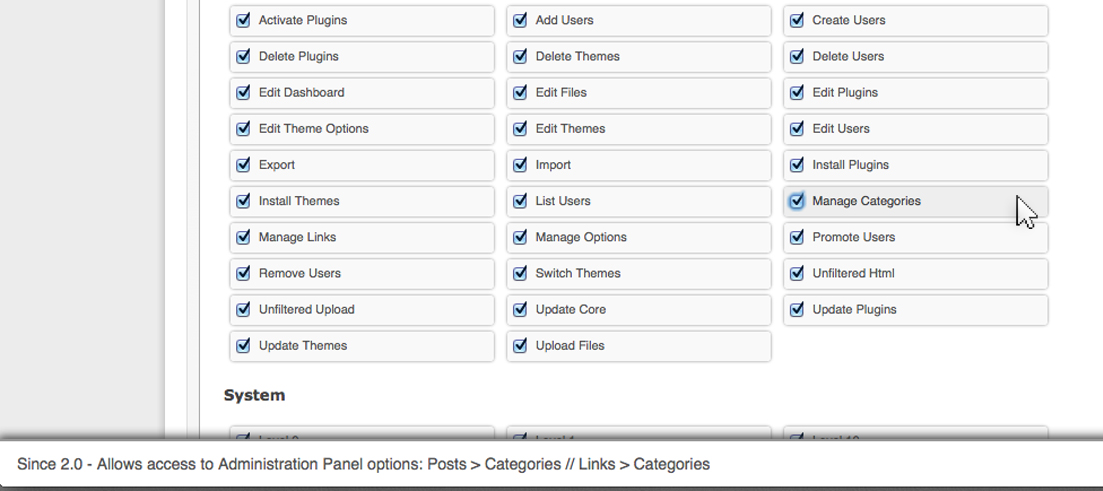 Activate Plugins Add Users Create Users
Delete Plugins Delete Themes Delete Users
Edit Dashboard Edit Files Edit Plugins
Edit Theme Options Edit Themes Edit Users
Export Import Install Plugins
Install Themes List Users Manage Categories
Manage Links Manage Options Promote Users
Remove Users Switch Themes Unfiltered Html
Unfiltered Upload Update Core Update Plugins
Update Themes Upload Files
System
Since 2.0 - Allows access to Administration Panel options: Posts > Categories // Links > Categories